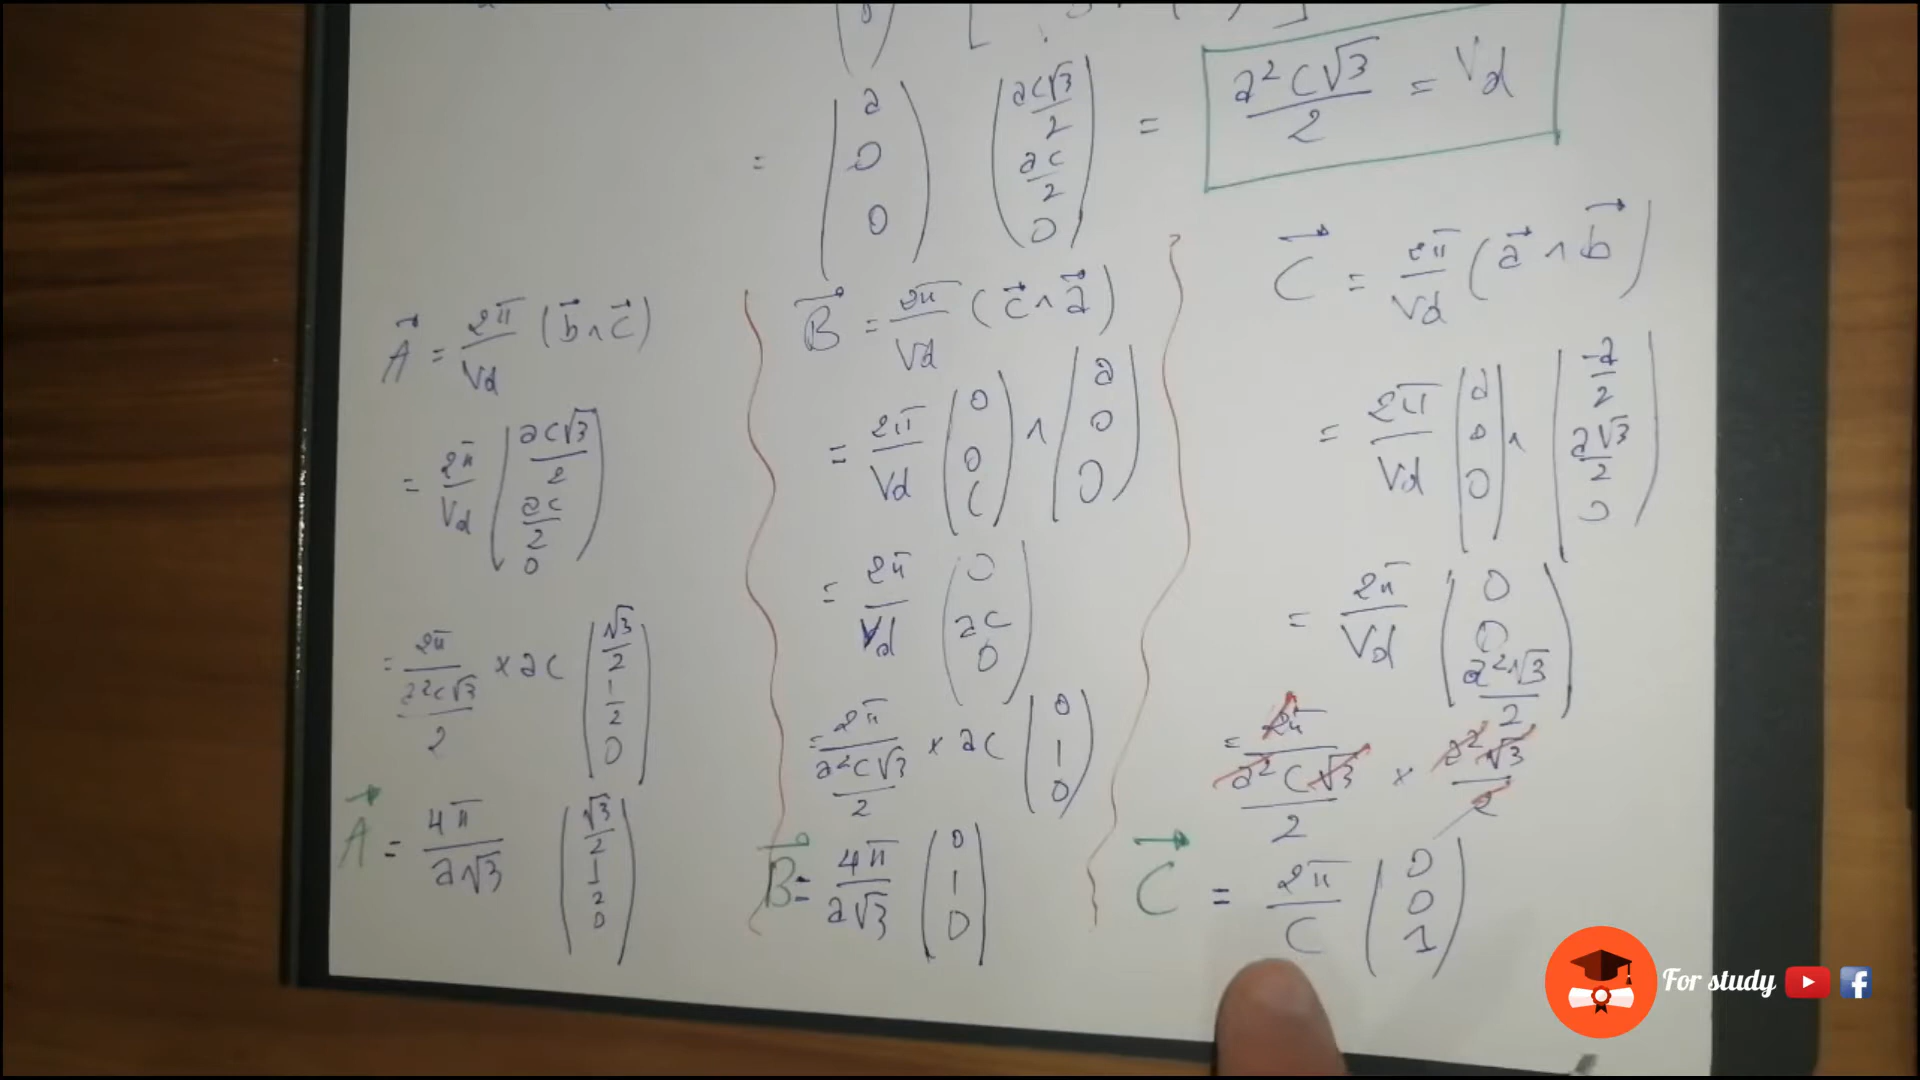 = ( a 0 0 ) ( ac√3/2 ac/2 0 ) = a²c√3/2 = Vd
A⃗ = 2π/Vd (b⃗ ∧ c⃗)
= 2π/Vd ( ac√3/2 ac/2 0 )
= 2π/(a²c√3/2) × ac ( √3/2 1/2 0 )
A⃗ = 4π/a√3 ( √3/2 1/2 0 )
B⃗ = 2π/Vd (c⃗ ∧ a⃗)
= 2π/Vd ( 0 0 c ) ∧ ( a 0 0 )
= 2π/Vd ( 0 ac 0 )
= 2π/(a²c√3/2) × ac ( 0 1 0 )
B⃗ = 4π/a√3 ( 0 1 0 )
C⃗ = 2π/Vd (a⃗ ∧ b⃗)
= 2π/Vd ( a 0 0 ) ∧ ( -a/2 a√3/2 0 )
= 2π/Vd ( 0 0 a²√3/2 )
= 2π/(a²c√3/2) × a²√3/2
C⃗ = 2π/C ( 0 0 1 )
For study